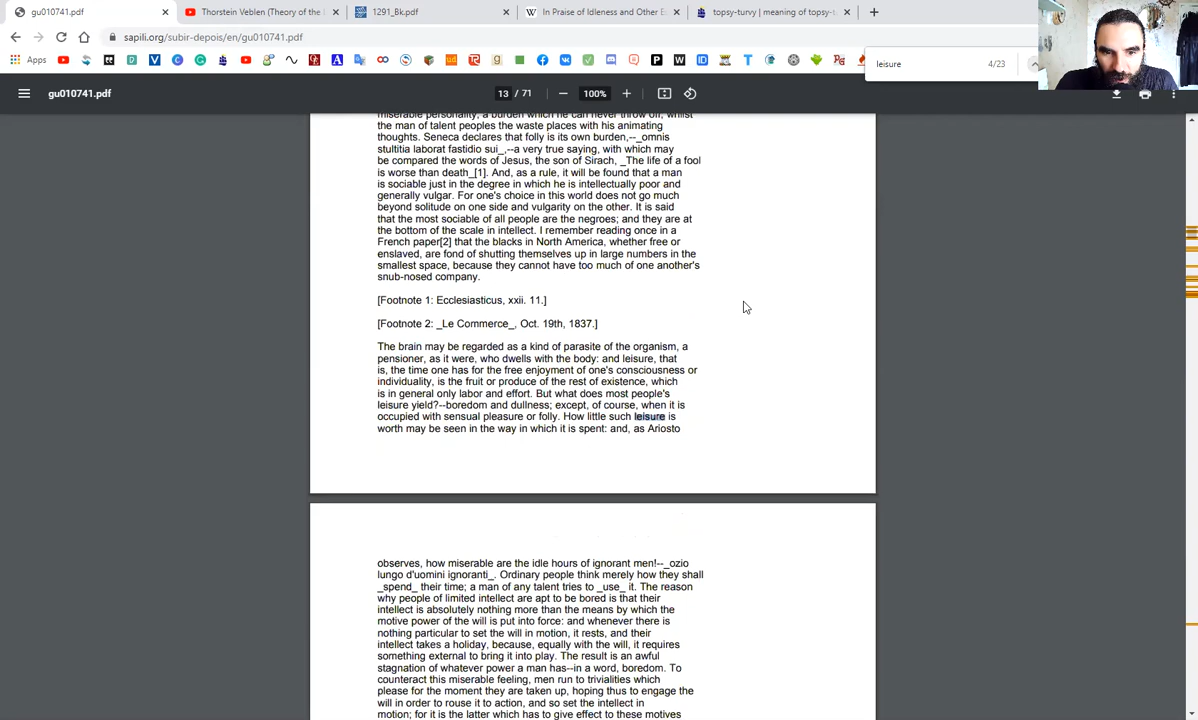 gu010741.pdf
Thorstein Veblen (Theory of the
1291_Bk.pdf
In Praise of Idleness and Other E
topsy-turvy | meaning of topsy-
sapili.org/subir-depois/en/gu010741.pdf
Apps
leisure 4/23
gu010741.pdf
13 / 71
100%
miserable personality, a burden which he can never throw off, whilst
the man of talent peoples the waste places with his animating
thoughts. Seneca declares that folly is its own burden,--_omnis
stultitia laborat fastidio sui_,--a very true saying, with which may
be compared the words of Jesus, the son of Sirach, _The life of a fool
is worse than death_[1]. And, as a rule, it will be found that a man
is sociable just in the degree in which he is intellectually poor and
generally vulgar. For one's choice in this world does not go much
beyond solitude on one side and vulgarity on the other. It is said
that the most sociable of all people are the negroes; and they are at
the bottom of the scale in intellect. I remember reading once in a
French paper[2] that the blacks in North America, whether free or
enslaved, are fond of shutting themselves up in large numbers in the
smallest space, because they cannot have too much of one another's
snub-nosed company.
[Footnote 1: Ecclesiasticus, xxii. 11.]
[Footnote 2: _Le Commerce_, Oct. 19th, 1837.]
The brain may be regarded as a kind of parasite of the organism, a
pensioner, as it were, who dwells with the body: and leisure, that
is, the time one has for the free enjoyment of one's consciousness or
individuality, is the fruit or produce of the rest of existence, which
is in general only labor and effort. But what does most people's
leisure yield?--boredom and dullness; except, of course, when it is
occupied with sensual pleasure or folly. How little such leisure is
worth may be seen in the way in which it is spent: and, as Ariosto
observes, how miserable are the idle hours of ignorant men!--_ozio
lungo d'uomini ignoranti_. Ordinary people think merely how they shall
_spend_ their time; a man of any talent tries to _use_ it. The reason
why people of limited intellect are apt to be bored is that their
intellect is absolutely nothing more than the means by which the
motive power of the will is put into force: and whenever there is
nothing particular to set the will in motion, it rests, and their
intellect takes a holiday, because, equally with the will, it requires
something external to bring it into play. The result is an awful
stagnation of whatever power a man has--in a word, boredom. To
counteract this miserable feeling, men run to trivialities which
please for the moment they are taken up, hoping thus to engage the
will in order to rouse it to action, and so set the intellect in
motion; for it is the latter which has to give effect to these motives